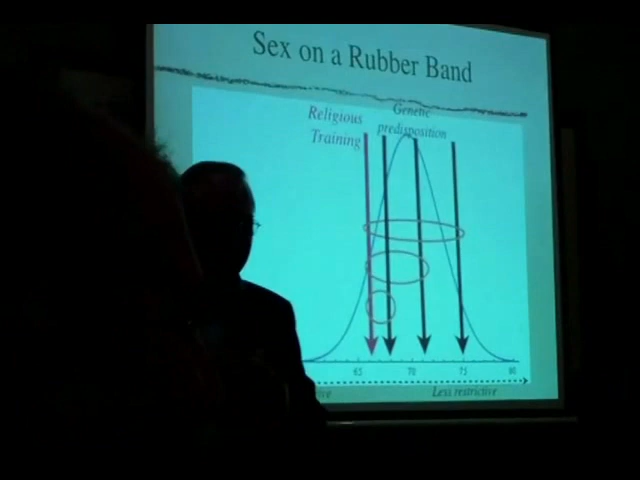 Sex on a Rubber Band
Religious
Training
Genetic
predisposition
65 70 75 80
Less restrictive